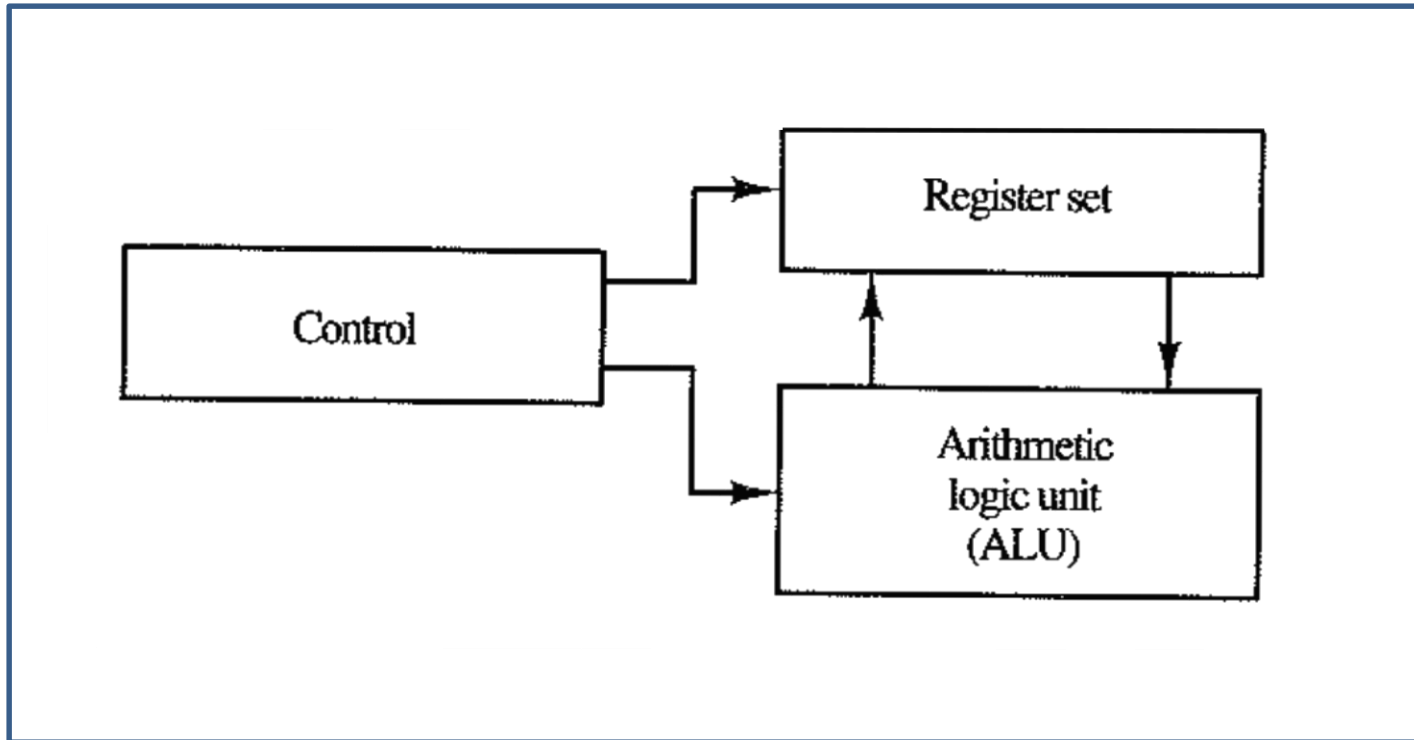 Register set
Control
Arithmetic
logic unit
(ALU)